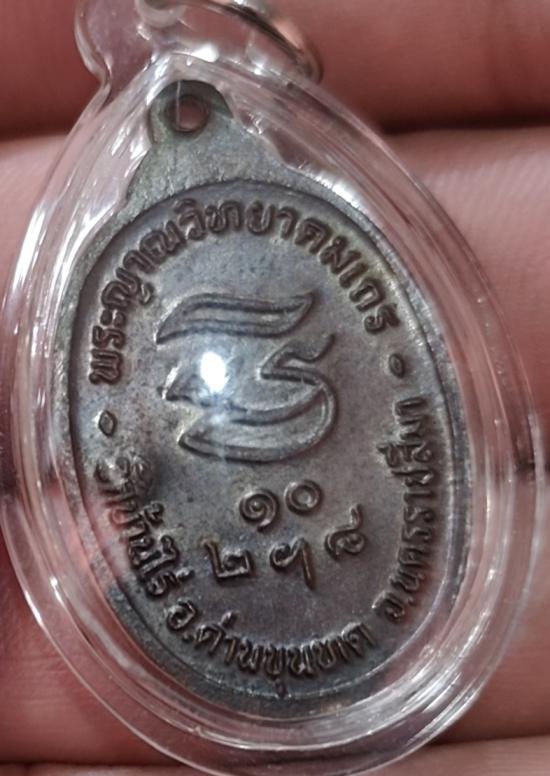 พระญาณวิทยาคมเถร
๑๐
๒ ฯ ๘
วัดบ้านไร่ อ.ด่านขุนทด จ.นครราชสีมา